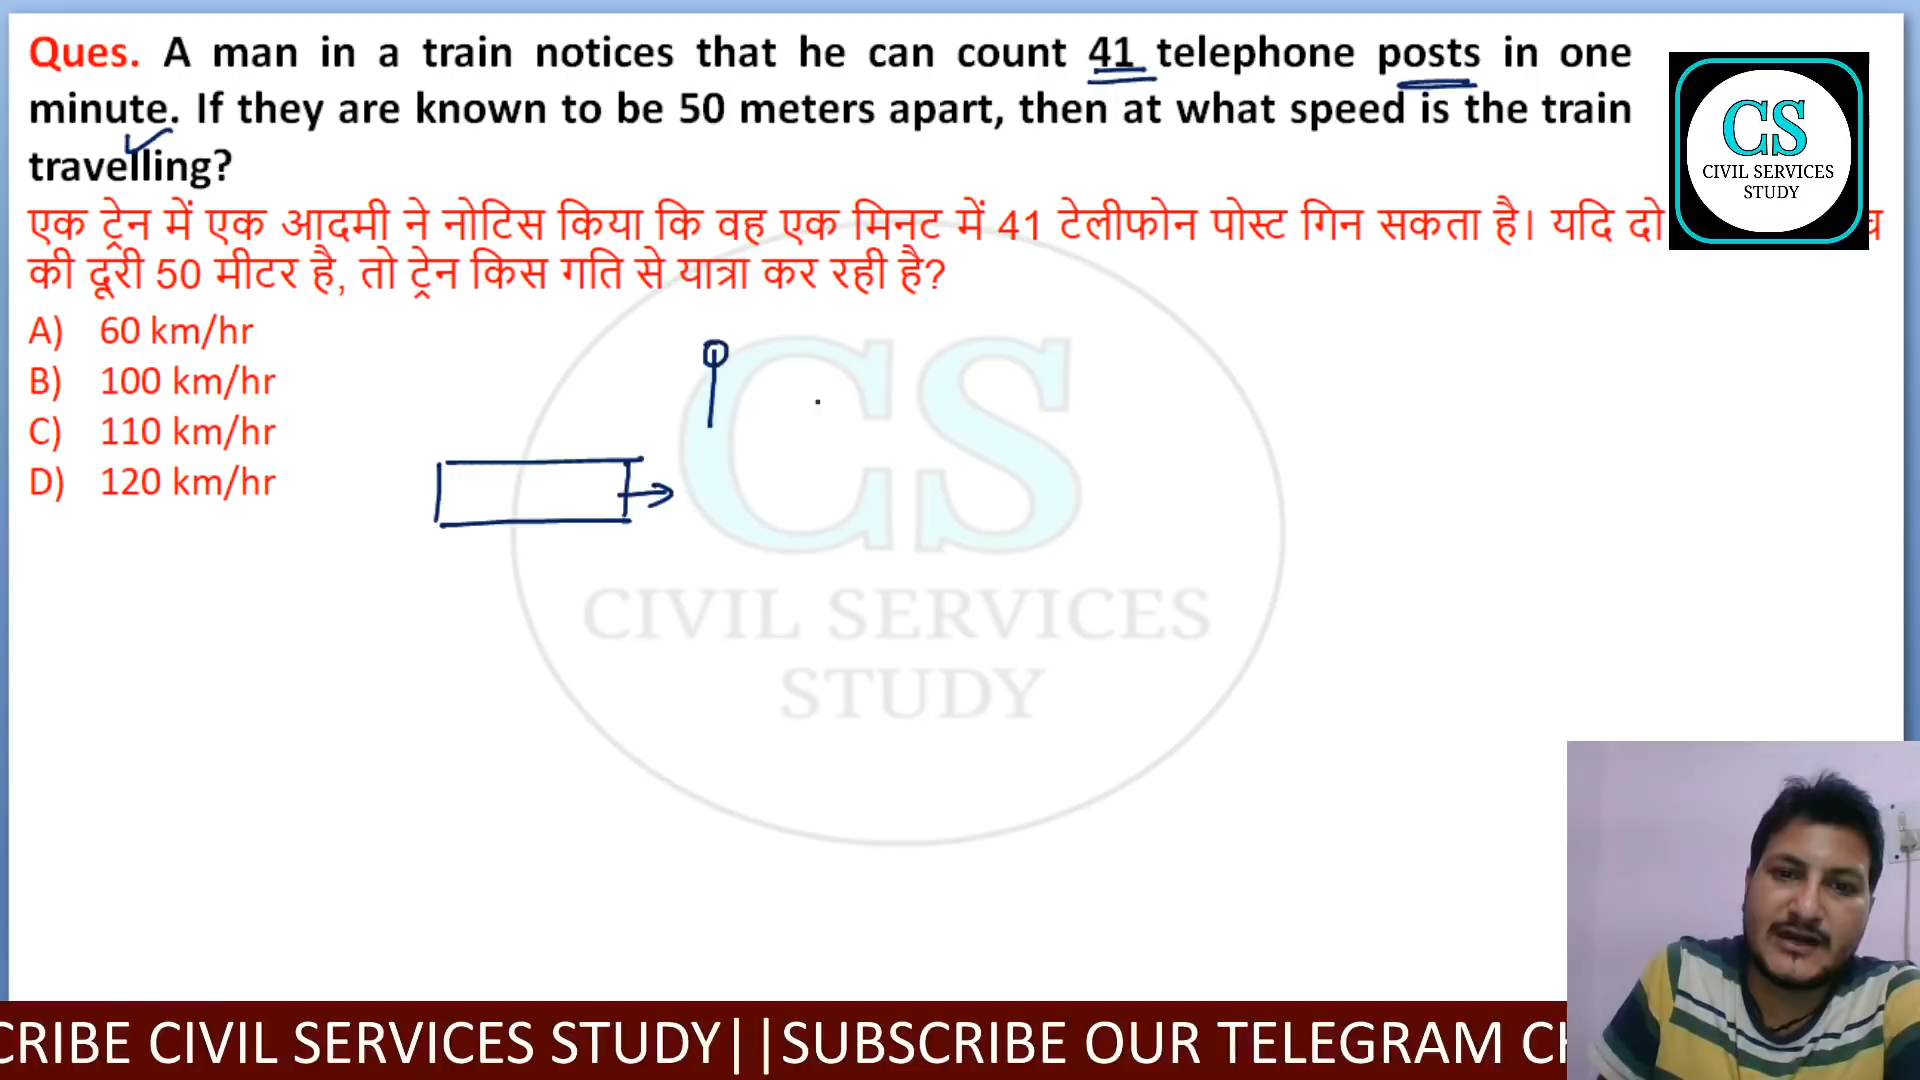 Ques. A man in a train notices that he can count 41 telephone posts in one
minute. If they are known to be 50 meters apart, then at what speed is the train
travelling?
एक ट्रेन में एक आदमी ने नोटिस किया कि वह एक मिनट में 41 टेलीफोन पोस्ट गिन सकता है। यदि दो
की दूरी 50 मीटर है, तो ट्रेन किस गति से यात्रा कर रही है?
A) 60 km/hr
B) 100 km/hr
C) 110 km/hr
D) 120 km/hr
CS
CIVIL SERVICES
STUDY
CS
CIVIL SERVICES
STUDY
CRIBE CIVIL SERVICES STUDY||SUBSCRIBE OUR TELEGRAM CH